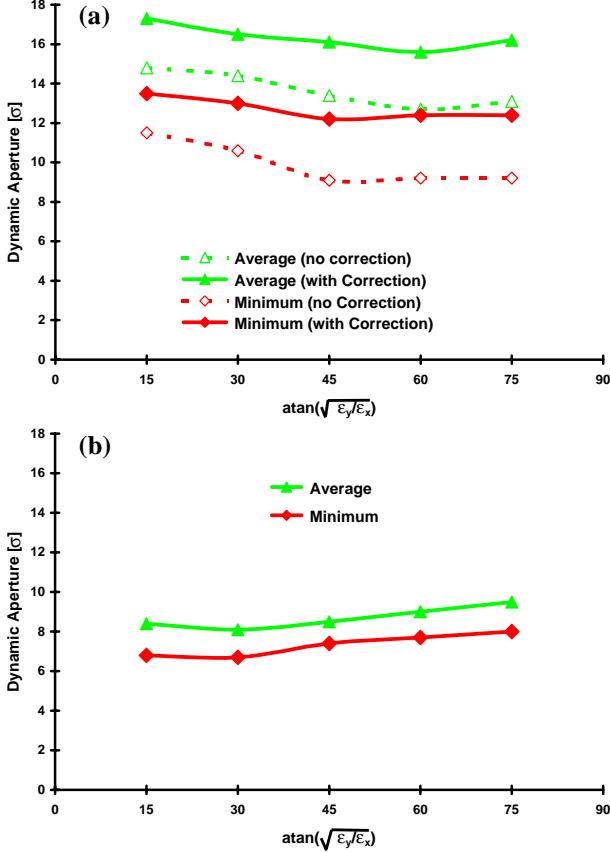 (a)
18
16
14
12
10
8
6
4
2
0
Dynamic Aperture [σ]
Average (no correction)
Average (with Correction)
Minimum (no Correction)
Minimum (with Correction)
0 15 30 45 60 75 90
atan(√εy/εx)
(b)
18
16
14
12
10
8
6
4
2
0
Dynamic Aperture [σ]
Average
Minimum
0 15 30 45 60 75 90
atan(√εy/εx)